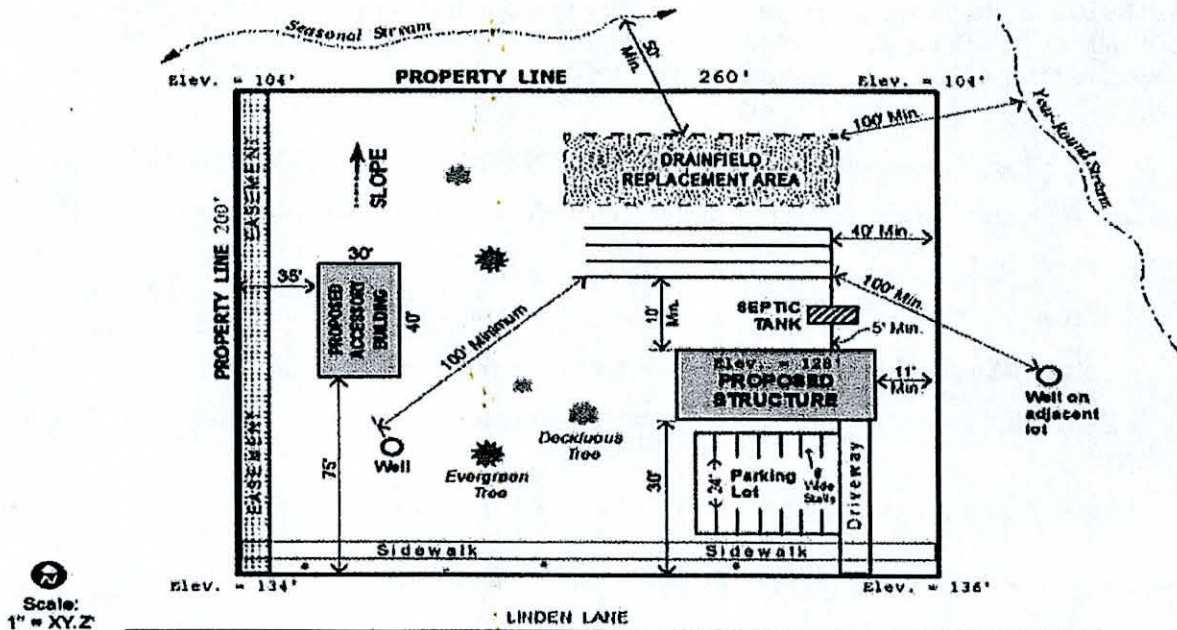 Seasonal Stream
50' Min.
Elev. = 104'
PROPERTY LINE 260'
Elev. = 104'
100' Min.
Year-Round Stream
EASEMENT
SLOPE
DRAINFIELD
REPLACEMENT AREA
PROPERTY LINE 200'
30'
40' Min.
35'
PROPOSED
ACCESSORY
BUILDING
40'
100' Minimum
10' Min.
SEPTIC
TANK
100' Min.
5' Min.
Elev. = 128'
PROPOSED
STRUCTURE
11'
Min
Well on
adjacent
lot
EASEMENT
75'
Well
Deciduous
Tree
Evergreen
Tree
30'
24'
Parking
Lot
Wide
Stalls
Driveway
Sidewalk
Sidewalk
Elev. = 134'
Elev. = 136'
N
Scale:
1" = XY.Z'
LINDEN LANE